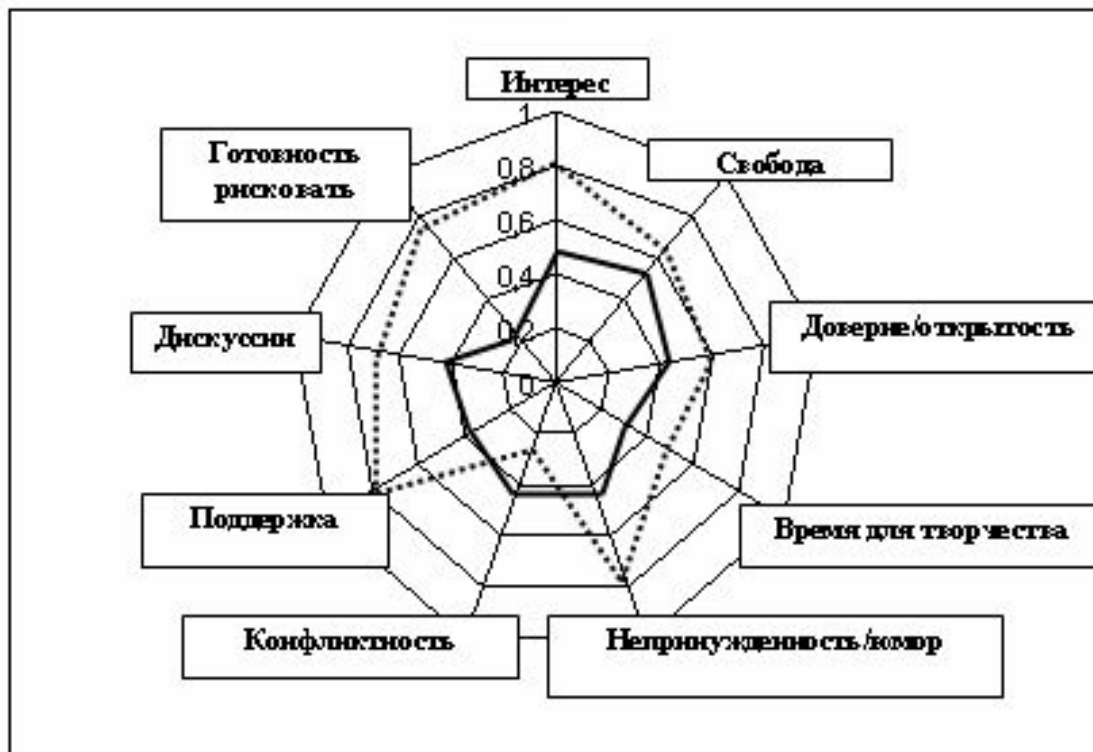 Интерес
1
Готовность
рисковать
0,8
Свобода
0,6
0,4
Дискуссии
0,2
Доверие/открытость
0
Поддержка
Время для творчества
Конфликтность
Непринужденность/юмор